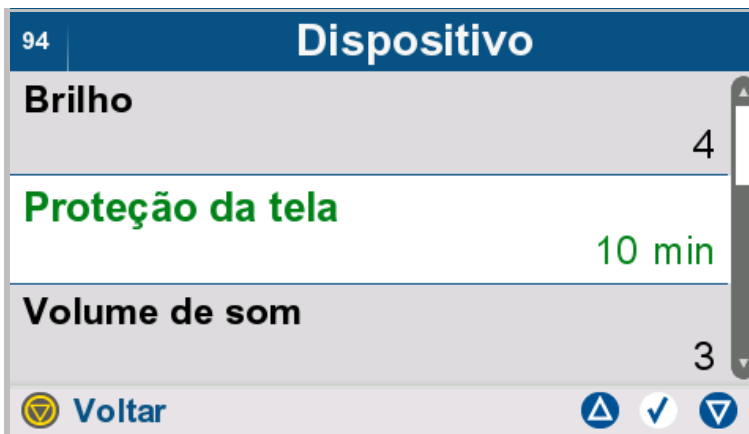 94
Dispositivo
Brilho
4
Proteção da tela
10 min
Volume de som
3
Voltar